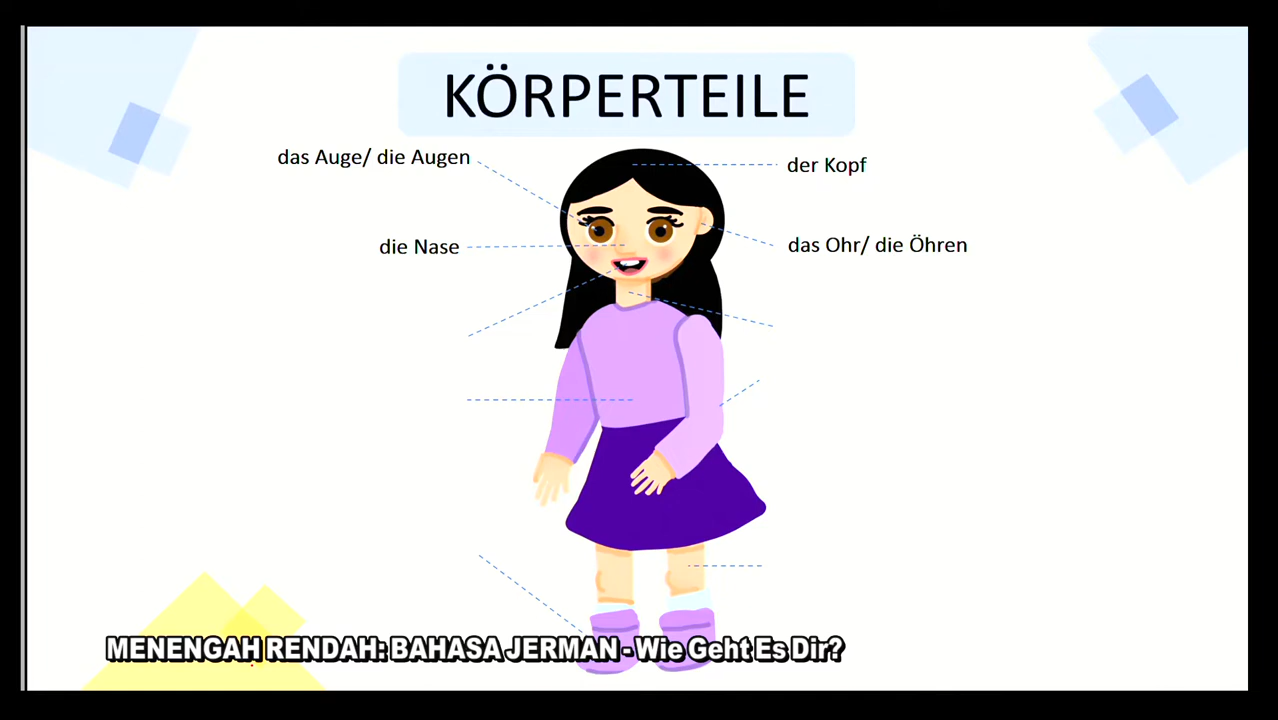 KÖRPERTEILE
das Auge/ die Augen
der Kopf
die Nase
das Ohr/ die Öhren
MENENGAH RENDAH: BAHASA JERMAN - Wie Geht Es Dir?